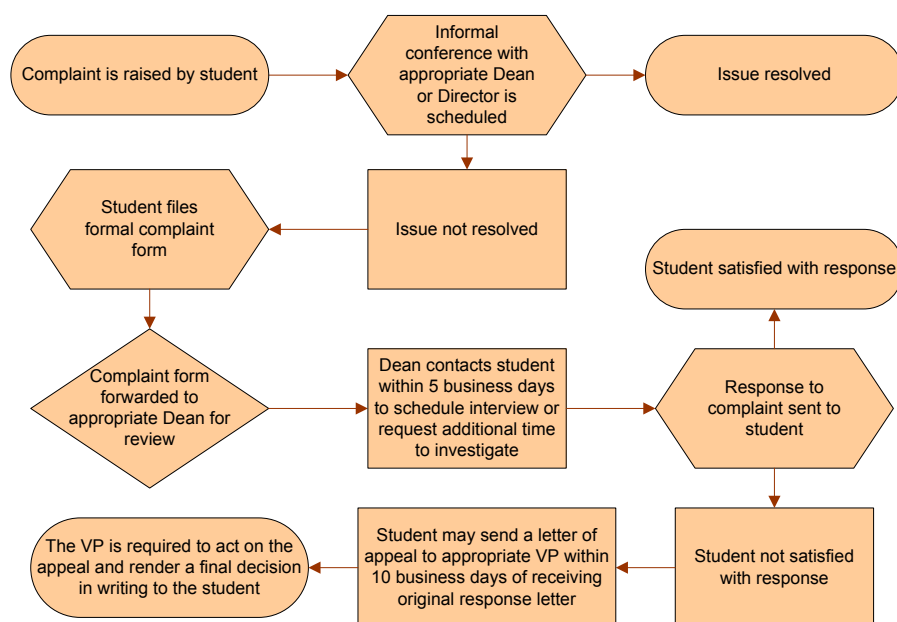 Complaint is raised by student
Informal
conference with
appropriate Dean
or Director is
scheduled
Issue resolved
Student files
formal complaint
form
Issue not resolved
Student satisfied with response
Complaint form
forwarded to
appropriate Dean for
review
Dean contacts student
within 5 business days
to schedule interview or
request additional time
to investigate
Response to
complaint sent to
student
The VP is required to act on the
appeal and render a final decision
in writing to the student
Student may send a letter of
appeal to appropriate VP within
10 business days of receiving
original response letter
Student not satisfied
with response